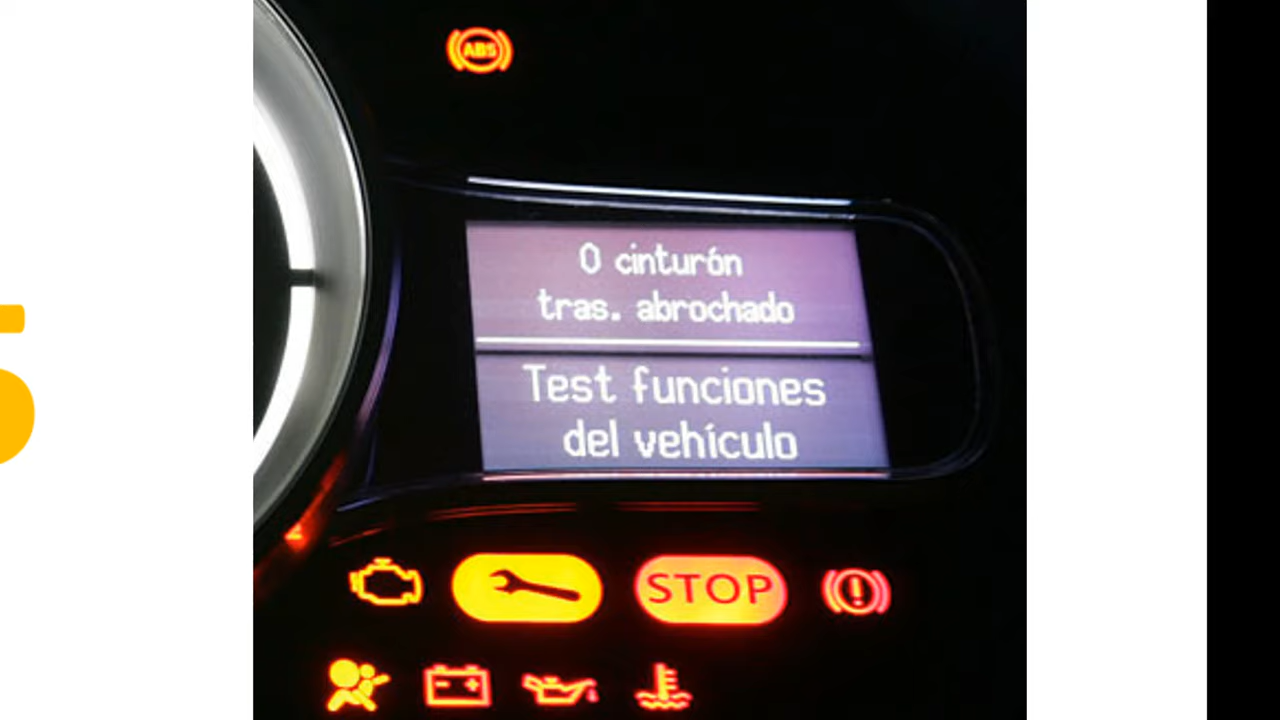 ABS
0 cinturón
tras. abrochado
Test funciones
del vehículo
STOP